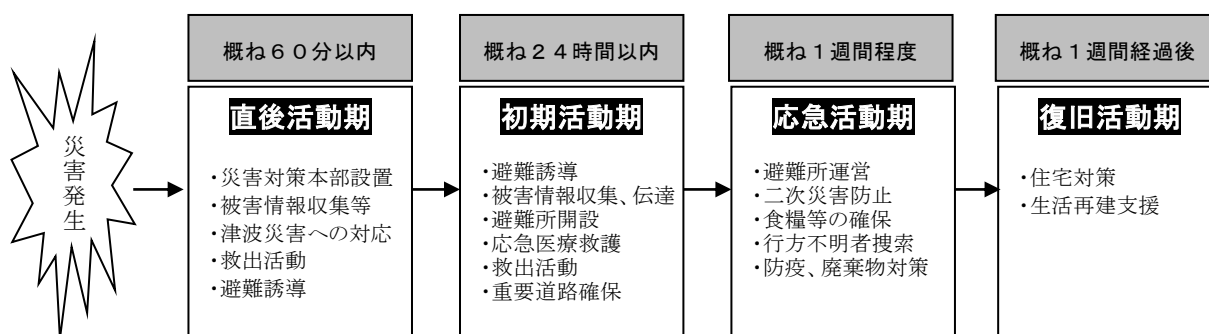 災害発生
概ね６０分以内
直後活動期
・災害対策本部設置
・被害情報収集等
・津波災害への対応
・救出活動
・避難誘導
概ね２４時間以内
初期活動期
・避難誘導
・被害情報収集、伝達
・避難所開設
・応急医療救護
・救出活動
・重要道路確保
概ね１週間程度
応急活動期
・避難所運営
・二次災害防止
・食糧等の確保
・行方不明者捜索
・防疫、廃棄物対策
概ね１週間経過後
復旧活動期
・住宅対策
・生活再建支援